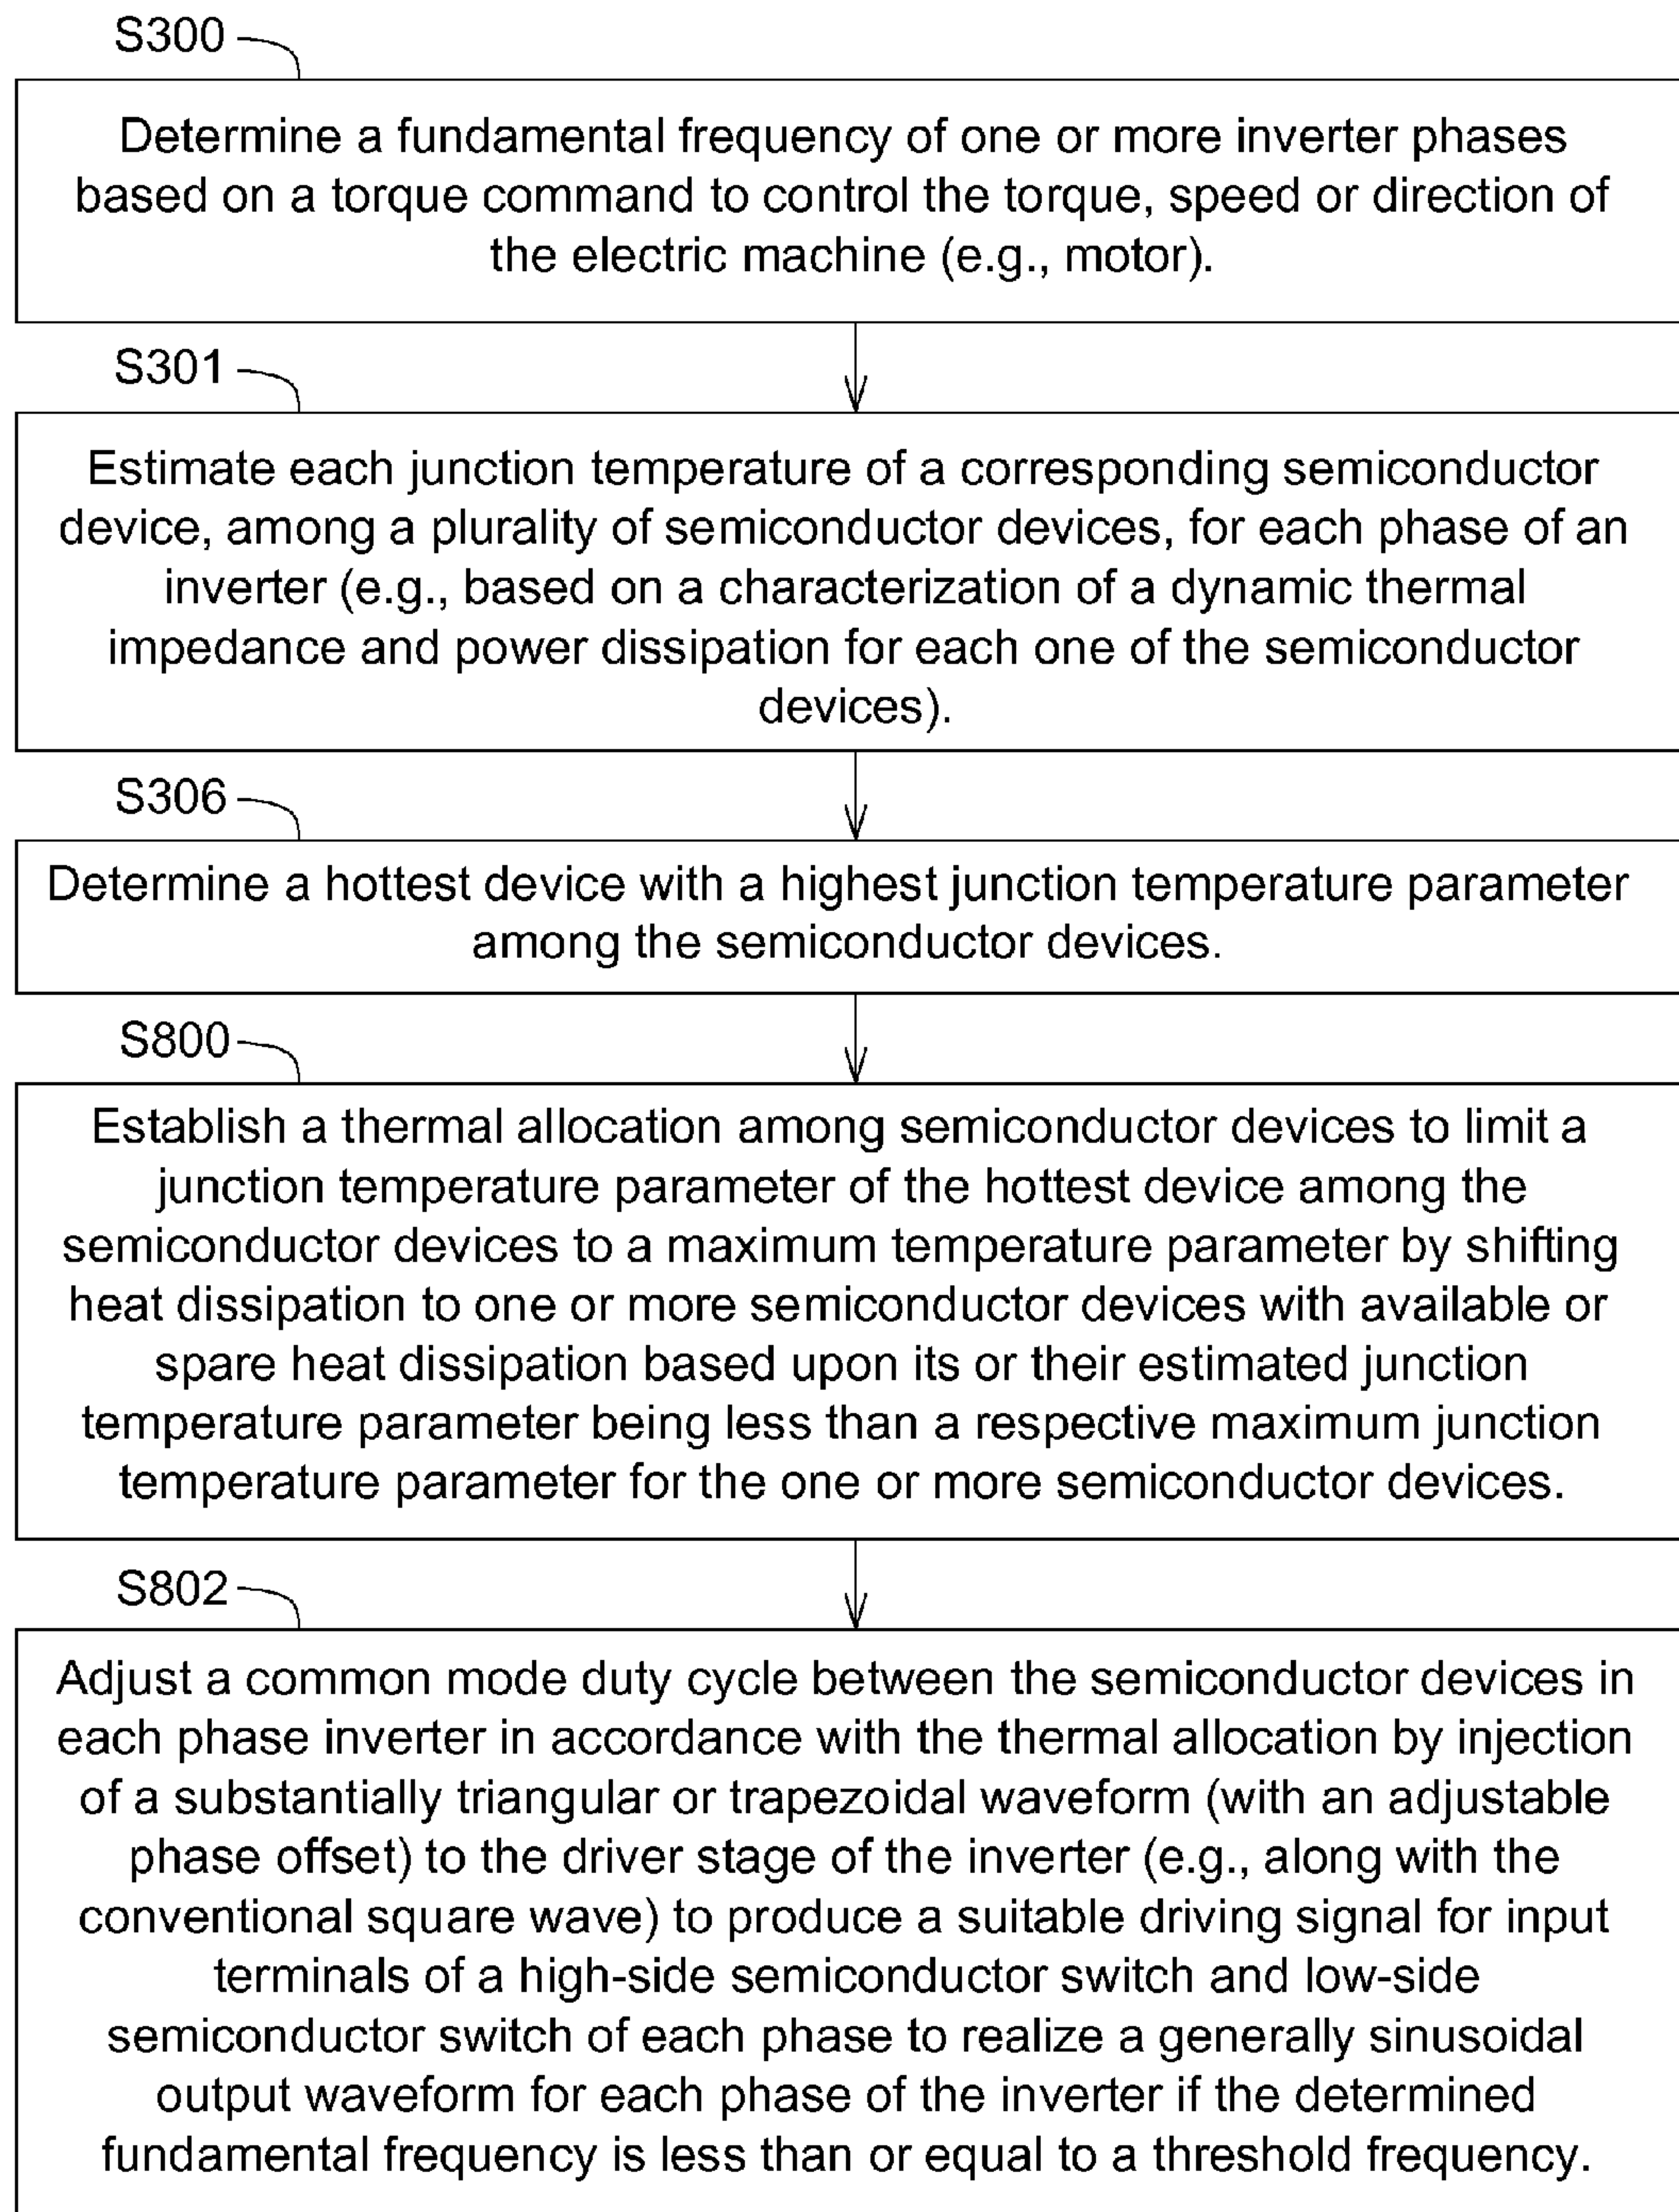 S300
Determine a fundamental frequency of one or more inverter phases
based on a torque command to control the torque, speed or direction of
the electric machine (e.g., motor).
S301
Estimate each junction temperature of a corresponding semiconductor
device, among a plurality of semiconductor devices, for each phase of an
inverter (e.g., based on a characterization of a dynamic thermal
impedance and power dissipation for each one of the semiconductor
devices).
S306
Determine a hottest device with a highest junction temperature parameter
among the semiconductor devices.
S800
Establish a thermal allocation among semiconductor devices to limit a
junction temperature parameter of the hottest device among the
semiconductor devices to a maximum temperature parameter by shifting
heat dissipation to one or more semiconductor devices with available or
spare heat dissipation based upon its or their estimated junction
temperature parameter being less than a respective maximum junction
temperature parameter for the one or more semiconductor devices.
S802
Adjust a common mode duty cycle between the semiconductor devices in
each phase inverter in accordance with the thermal allocation by injection
of a substantially triangular or trapezoidal waveform (with an adjustable
phase offset) to the driver stage of the inverter (e.g., along with the
conventional square wave) to produce a suitable driving signal for input
terminals of a high-side semiconductor switch and low-side
semiconductor switch of each phase to realize a generally sinusoidal
output waveform for each phase of the inverter if the determined
fundamental frequency is less than or equal to a threshold frequency.